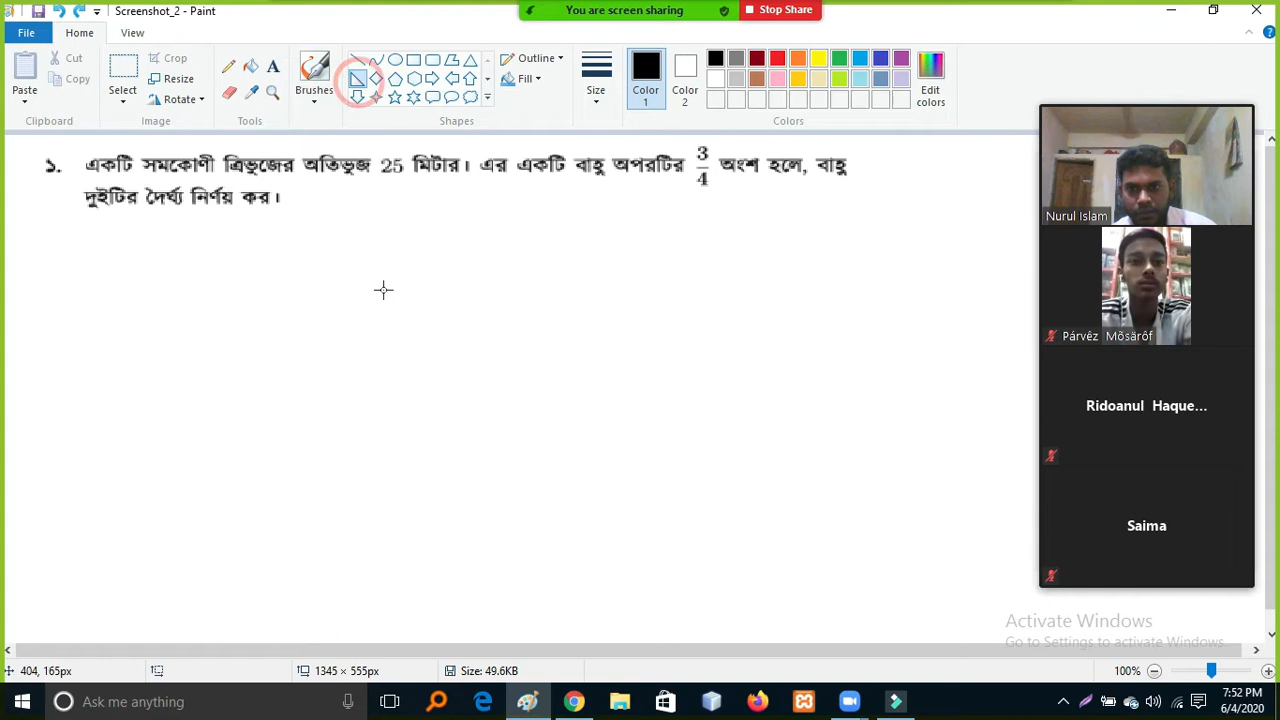 Screenshot_2 - Paint
You are screen sharing
Stop Share
File
Home
View
Paste
Cut
Copy
Clipboard
Select
Crop
Resize
Rotate
Image
Tools
Brushes
Outline
Fill
Shapes
Size
Color 1
Color 2
Edit colors
Colors
১. একটি সমকোণী ত্রিভুজের অতিভুজ 25 মিটার। এর একটি বাহু অপরটির 3/4 অংশ হলে, বাহু
দুইটির দৈর্ঘ্য নির্ণয় কর।
Nurul Islam
Párvêz Mõsärôf
Ridoanul Haque...
Saima
Activate Windows
Go to Settings to activate Windows.
404, 165px
1345 × 555px
Size: 49.6KB
100%
Ask me anything
7:52 PM
6/4/2020